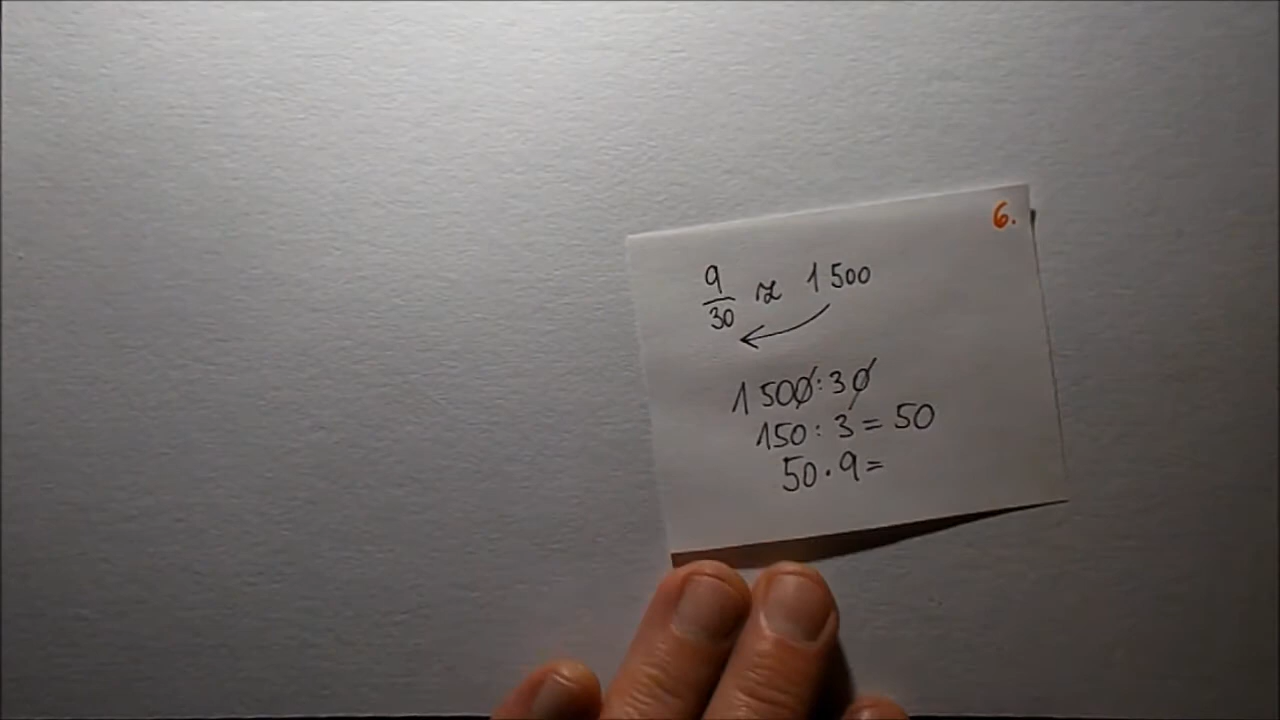 6.
9/30 z 1 500
1 500 : 30
150 : 3 = 50
50 · 9 =